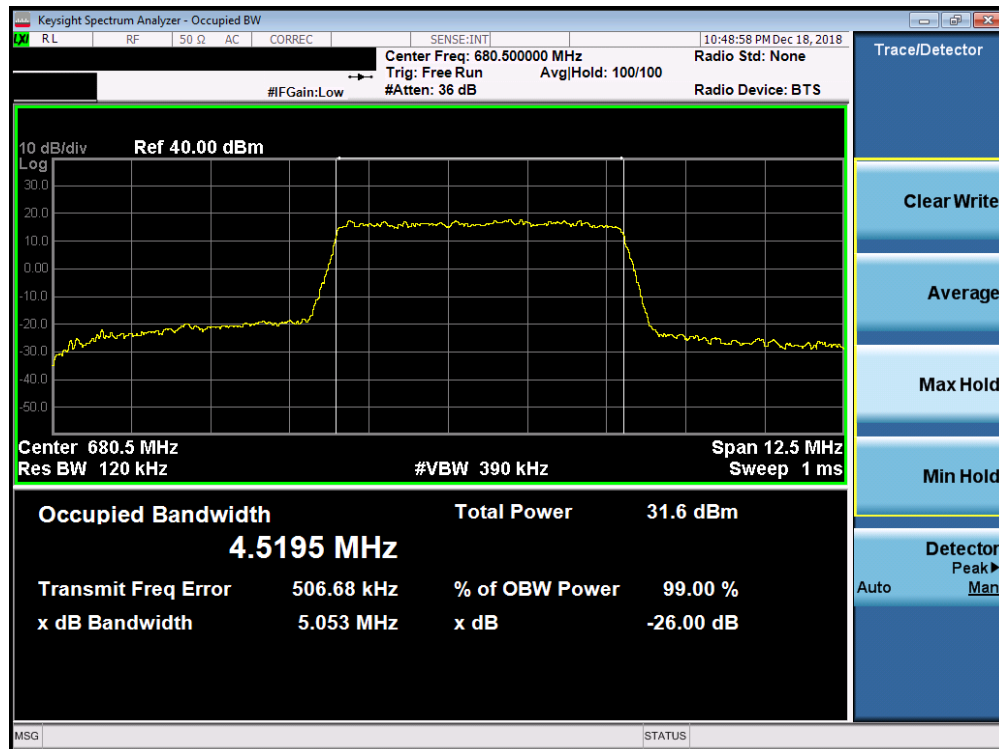 Keysight Spectrum Analyzer - Occupied BW
LXI RL RF 50 Ω AC CORREC SENSE:INT 10:48:58 PM Dec 18, 2018
Center Freq: 680.500000 MHz Radio Std: None
Trig: Free Run Avg|Hold: 100/100
#IFGain:Low #Atten: 36 dB Radio Device: BTS
10 dB/div Ref 40.00 dBm
Log
30.0
20.0
10.0
0.00
-10.0
-20.0
-30.0
-40.0
-50.0
Center 680.5 MHz Span 12.5 MHz
Res BW 120 kHz #VBW 390 kHz Sweep 1 ms
Occupied Bandwidth Total Power 31.6 dBm
4.5195 MHz
Transmit Freq Error 506.68 kHz % of OBW Power 99.00 %
x dB Bandwidth 5.053 MHz x dB -26.00 dB
MSG STATUS
Trace/Detector
Clear Write
Average
Max Hold
Min Hold
Detector
Peak▶
Auto Man